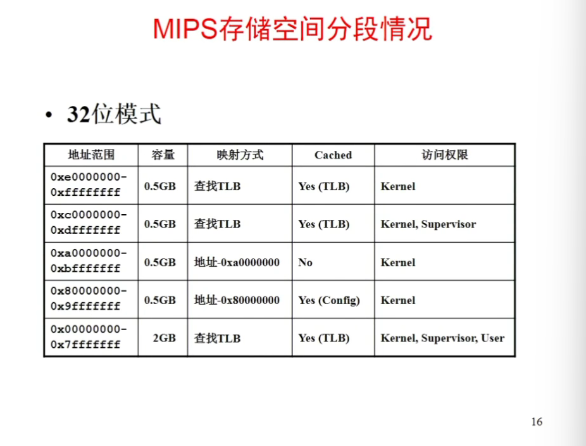 MIPS存储空间分段情况
• 32位模式
地址范围 容量 映射方式 Cached 访问权限
0xe0000000-
0xffffffff 0.5GB 查找TLB Yes (TLB) Kernel
0xc0000000-
0xdfffffff 0.5GB 查找TLB Yes (TLB) Kernel, Supervisor
0xa0000000-
0xbfffffff 0.5GB 地址-0xa0000000 No Kernel
0x80000000-
0x9fffffff 0.5GB 地址-0x80000000 Yes (Config) Kernel
0x00000000-
0x7fffffff 2GB 查找TLB Yes (TLB) Kernel, Supervisor, User
16